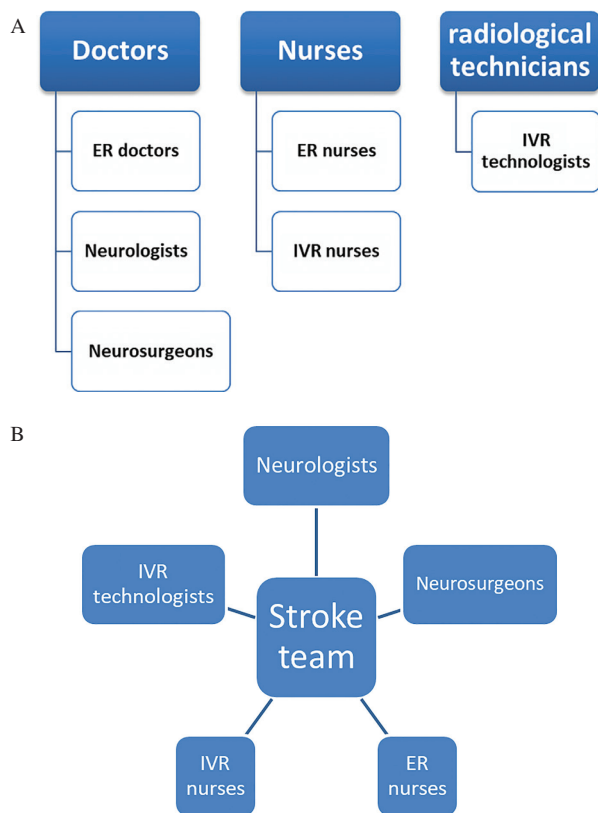 A
Doctors
Nurses
radiological
technicians
ER doctors
ER nurses
IVR
technologists
Neurologists
IVR nurses
Neurosurgeons
B
Neurologists
IVR
technologists
Neurosurgeons
Stroke
team
IVR
nurses
ER
nurses